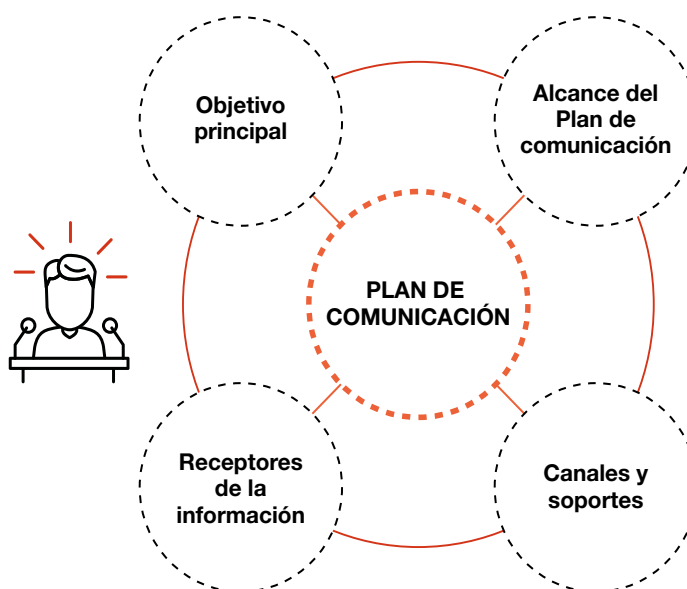 Objetivo
principal
Alcance del
Plan de
comunicación
PLAN DE
COMUNICACIÓN
Receptores
de la
información
Canales y
soportes